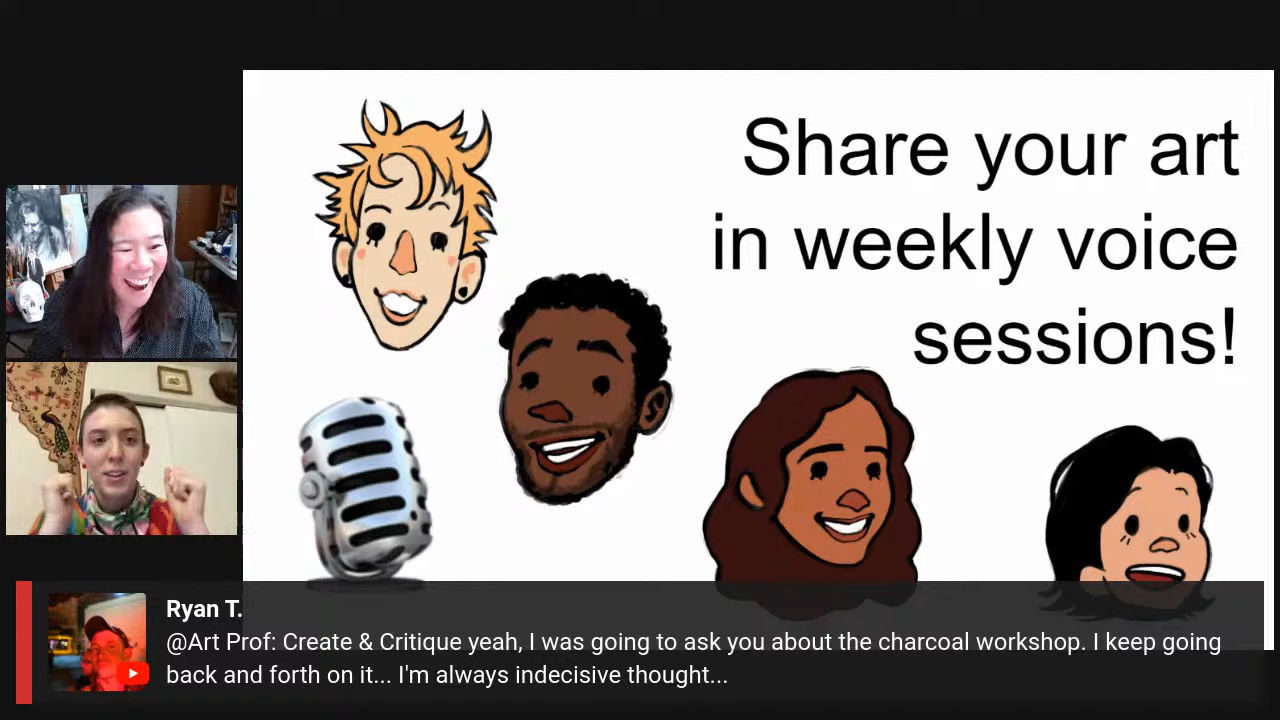 Share your art
in weekly voice
sessions!
Ryan T.
@Art Prof: Create & Critique yeah, I was going to ask you about the charcoal workshop. I keep going
back and forth on it... I'm always indecisive thought...